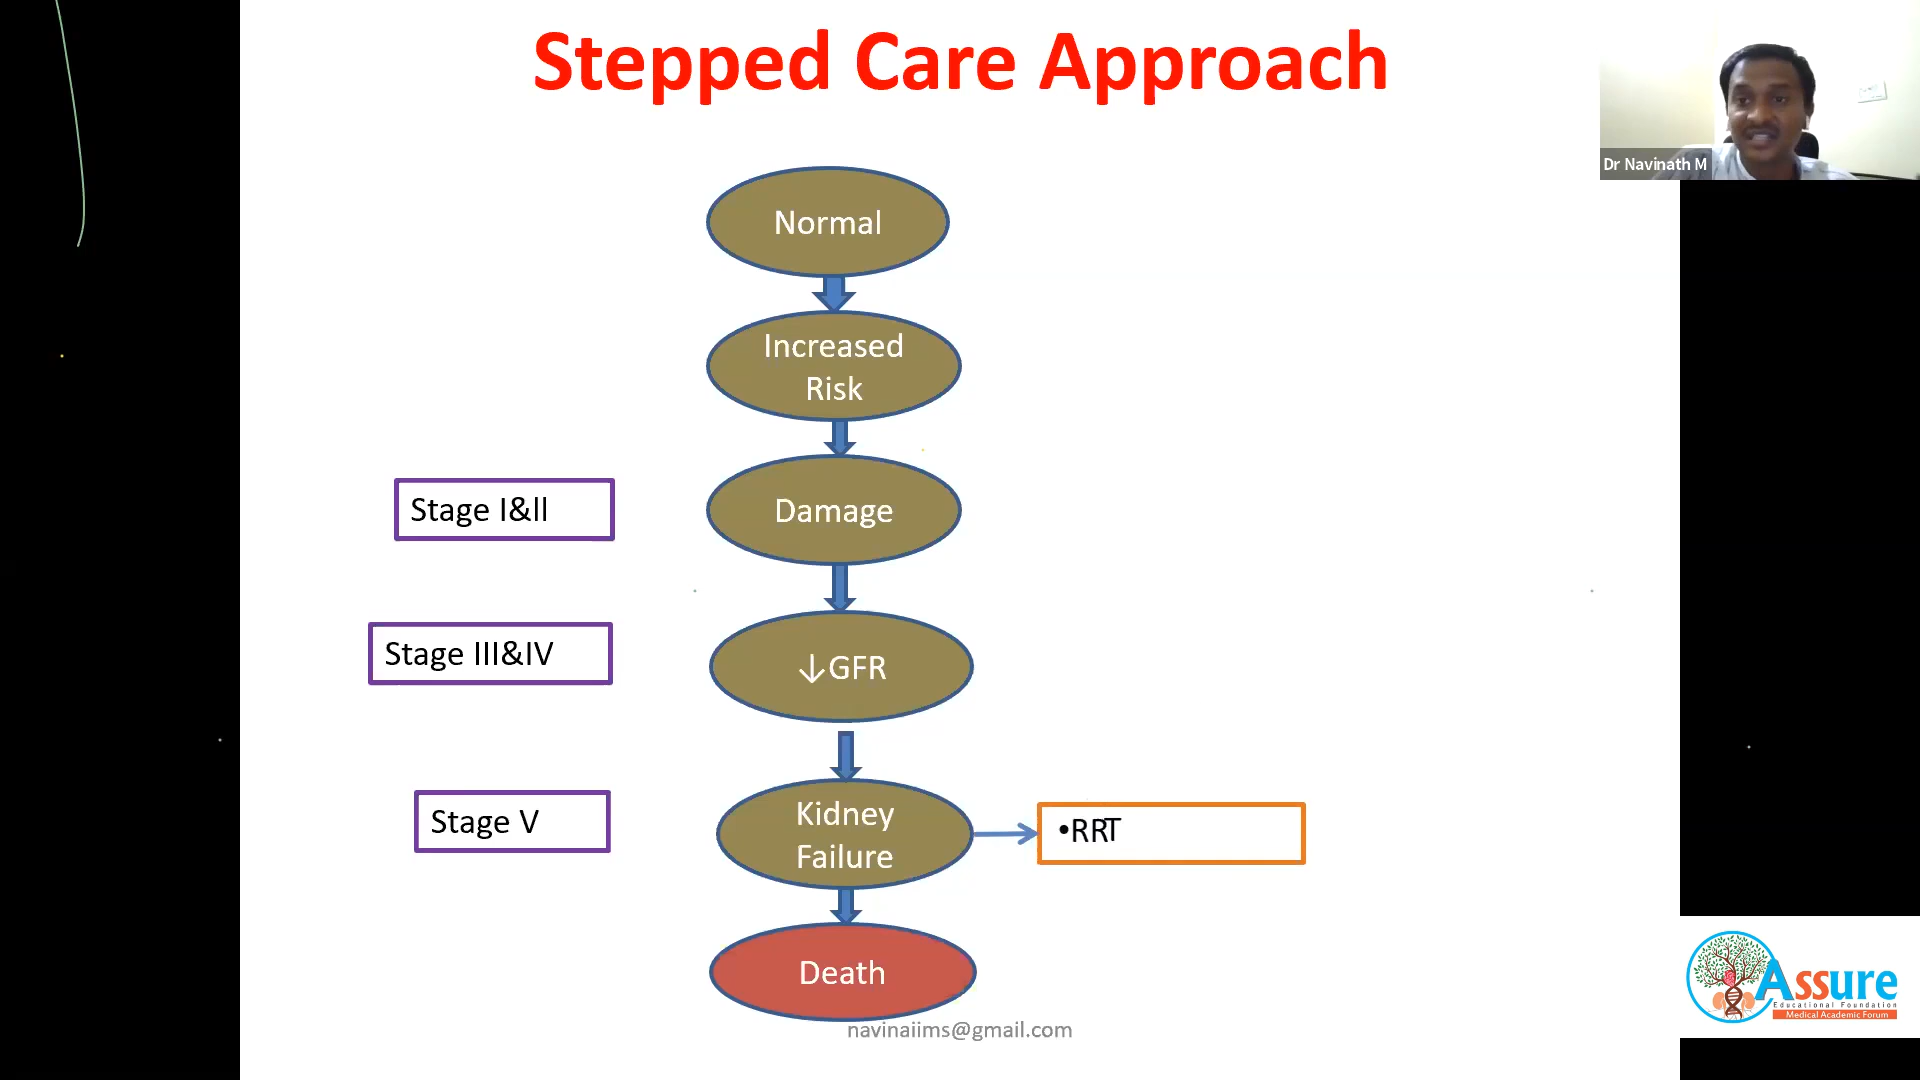 Stepped Care Approach
Dr Navinath M
Normal
Increased
Risk
Stage I&II
Damage
Stage III&IV
↓GFR
Stage V
Kidney
Failure
•RRT
Death
navinaiims@gmail.com
Assure
Educational Foundation
Medical Academic Forum